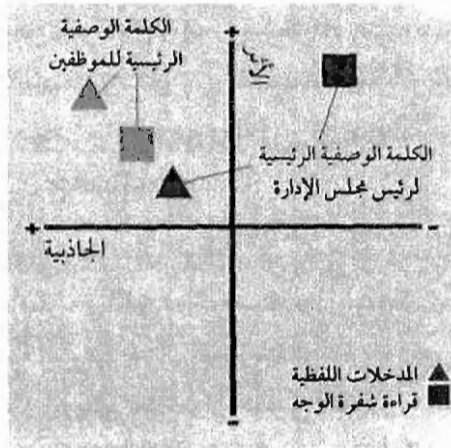 الكلمة الوصفية
الرئيسية للموظفين
+
الكلمة الوصفية الرئيسية
لرئيس مجلس الإدارة
+
-
الجاذبية
المدخلات اللفظية
قراءة شفرة الوجه
-